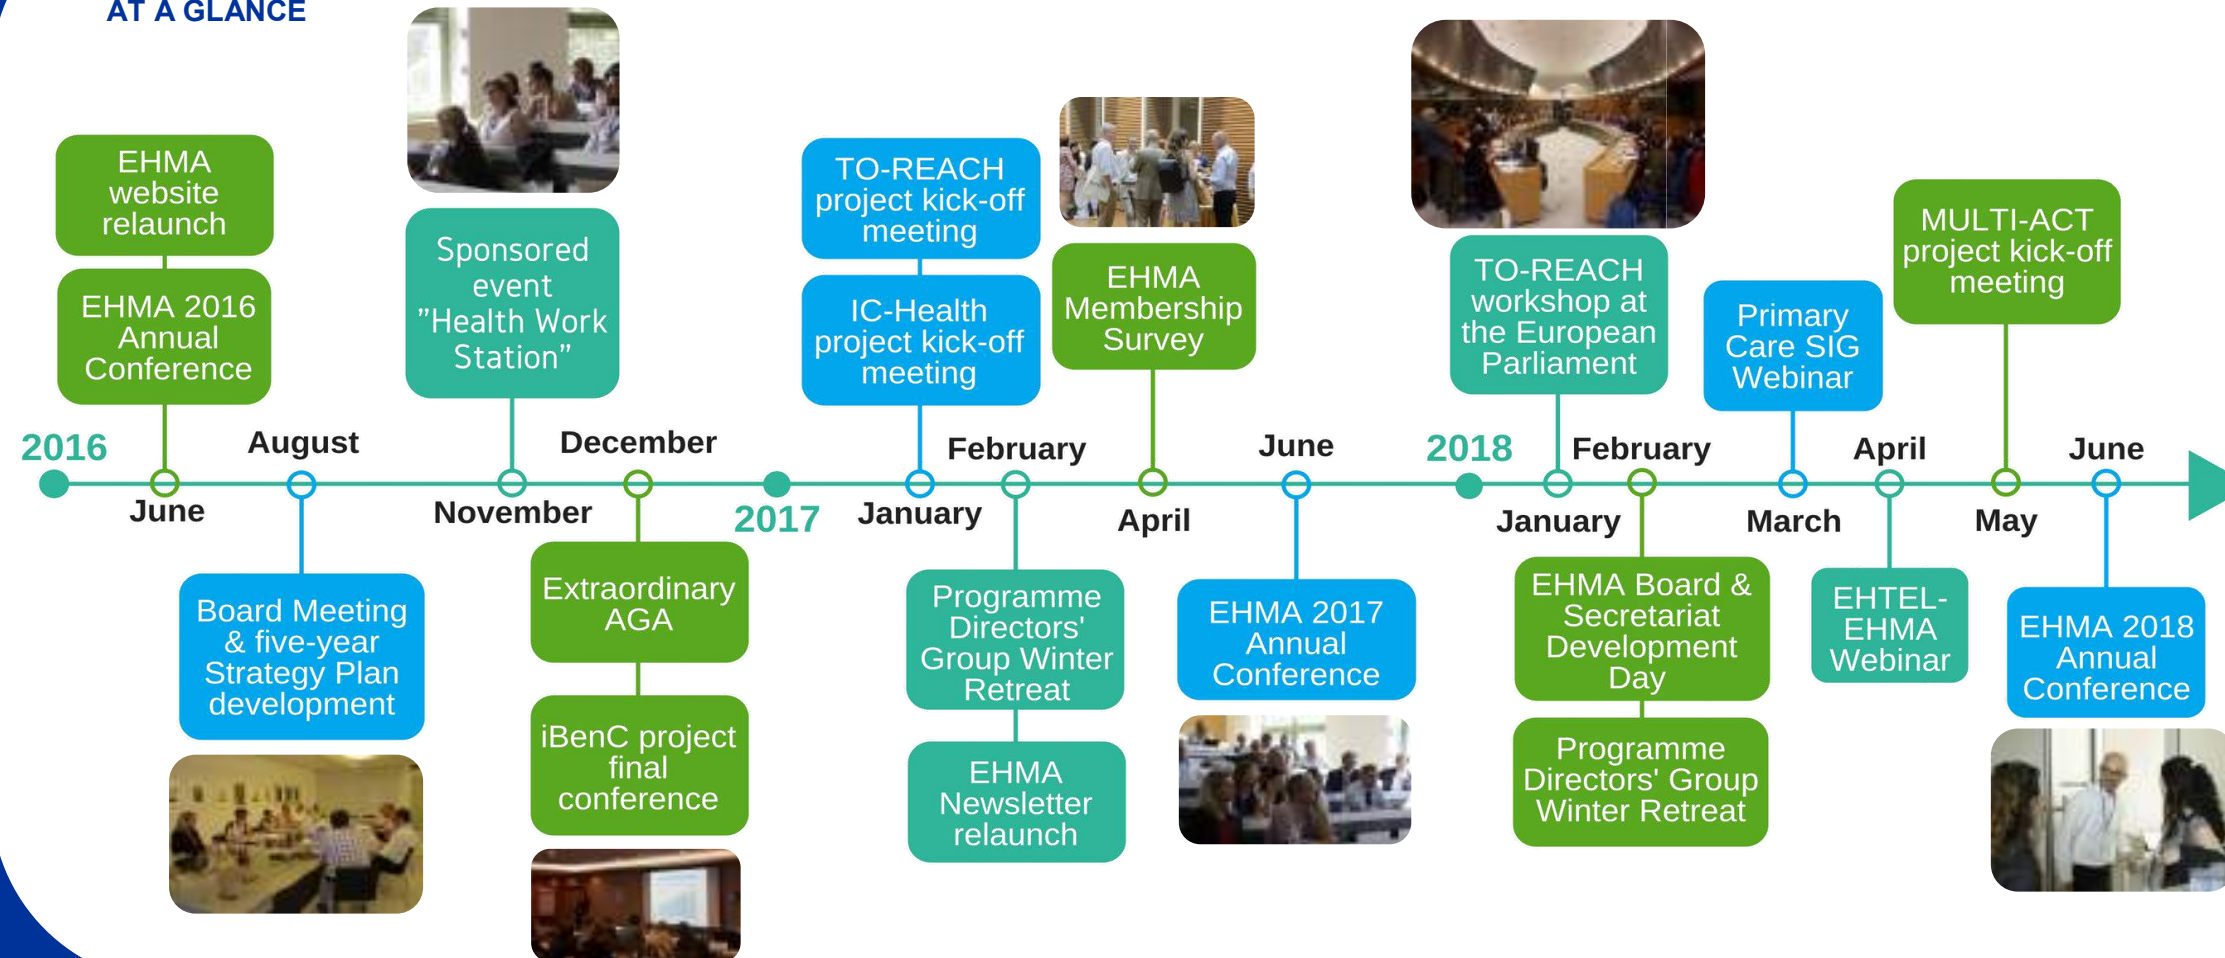 AT A GLANCE
EHMA
website
relaunch
EHMA 2016
Annual
Conference
2016
June
August
Board Meeting
& five-year
Strategy Plan
development
Sponsored
event
”Health Work
Station”
November
December
Extraordinary
AGA
iBenC project
final
conference
2017
TO-REACH
project kick-off
meeting
IC-Health
project kick-off
meeting
January
February
Programme
Directors'
Group Winter
Retreat
EHMA
Newsletter
relaunch
EHMA
Membership
Survey
April
June
EHMA 2017
Annual
Conference
2018
TO-REACH
workshop at
the European
Parliament
January
February
EHMA Board &
Secretariat
Development
Day
Programme
Directors' Group
Winter Retreat
Primary
Care SIG
Webinar
March
April
EHTEL-
EHMA
Webinar
MULTI-ACT
project kick-off
meeting
May
June
EHMA 2018
Annual
Conference